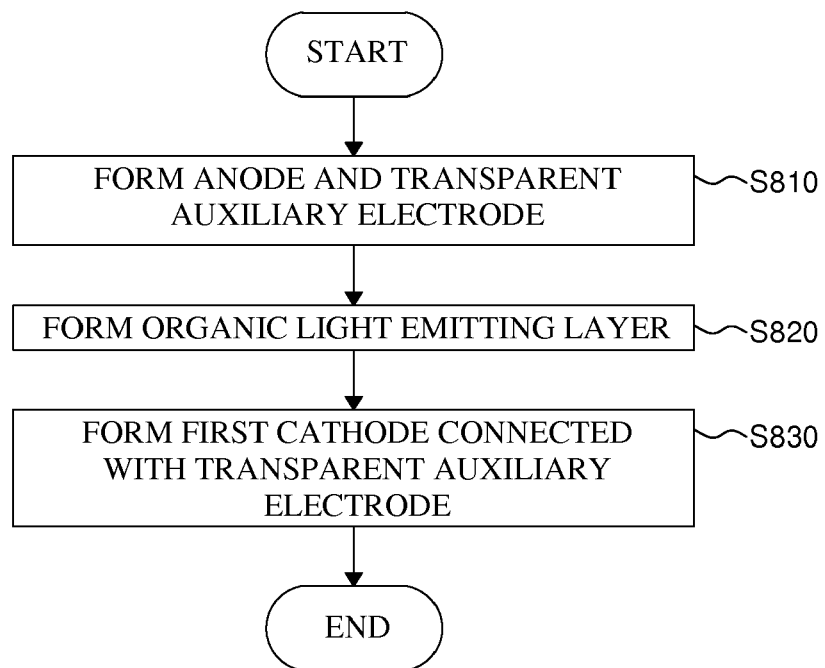 START
FORM ANODE AND TRANSPARENT
AUXILIARY ELECTRODE
S810
FORM ORGANIC LIGHT EMITTING LAYER
S820
FORM FIRST CATHODE CONNECTED
WITH TRANSPARENT AUXILIARY
ELECTRODE
S830
END